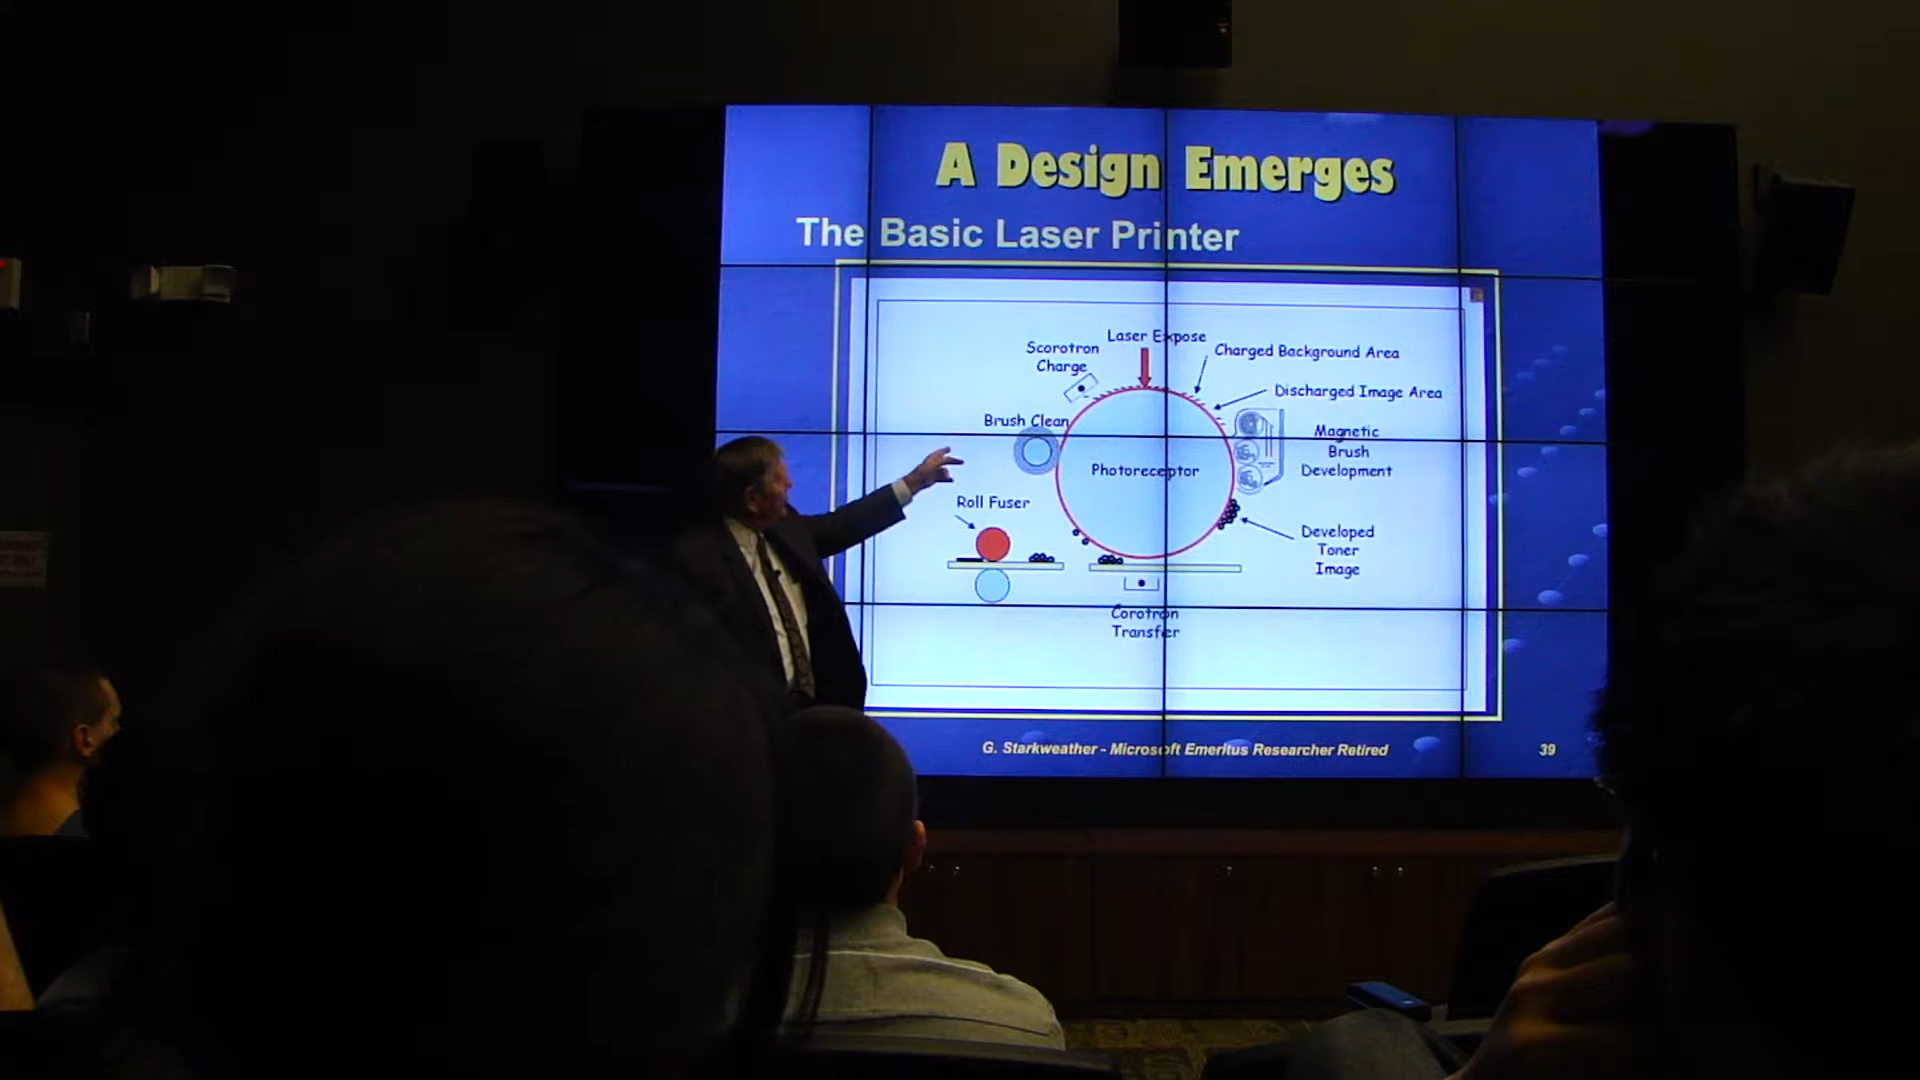 A Design Emerges
The Basic Laser Printer
Laser Expose
Scorotron
Charge
Charged Background Area
Discharged Image Area
Brush Clean
Magnetic
Brush
Development
Photoreceptor
Roll Fuser
Developed
Toner
Image
Corotron
Transfer
G. Starkweather - Microsoft Emeritus Researcher Retired
39